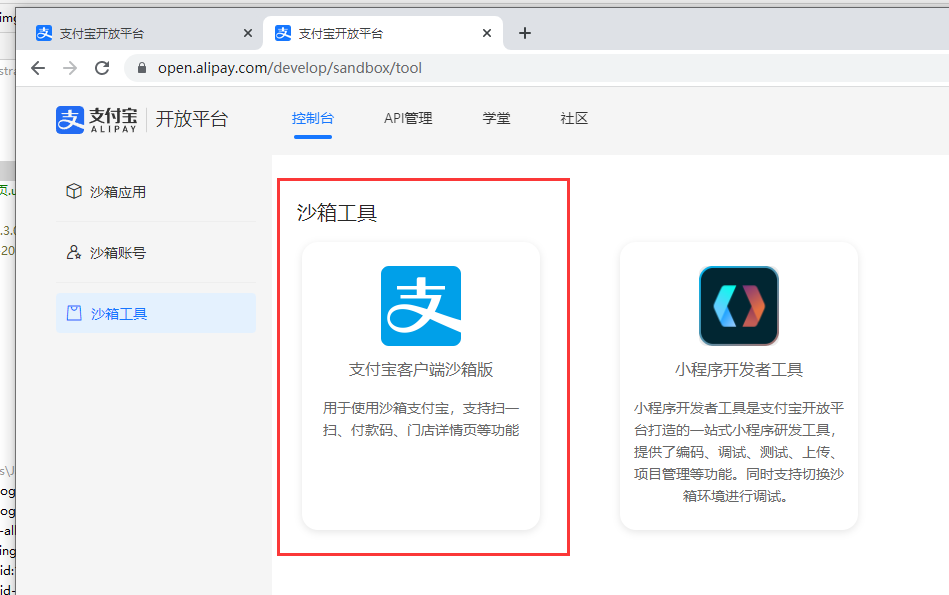 支付宝开放平台
支付宝开放平台
open.alipay.com/develop/sandbox/tool
支付宝 ALIPAY 开放平台
控制台
API管理
学堂
社区
沙箱应用
沙箱账号
沙箱工具
沙箱工具
支付宝客户端沙箱版
用于使用沙箱支付宝，支持扫一
扫、付款码、门店详情页等功能
小程序开发者工具
小程序开发者工具是支付宝开放平
台打造的一站式小程序研发工具，
提供了编码、调试、测试、上传、
项目管理等功能。同时支持切换沙
箱环境进行调试。